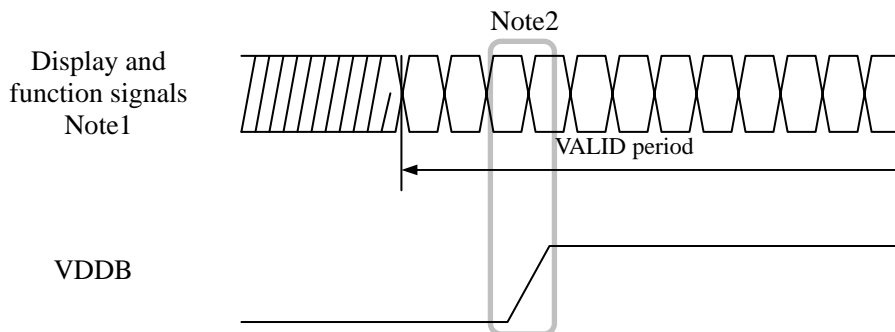 Note2
Display and
function signals
Note1
VALID period
VDDB